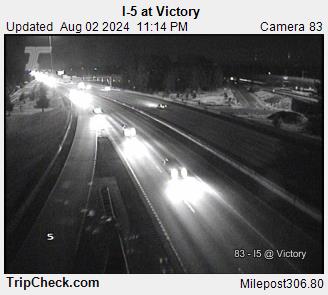 I-5 at Victory
Updated Aug 02 2024 11:14 PM Camera 83
S
83 - I5 @ Victory
TripCheck.com Milepost306.80